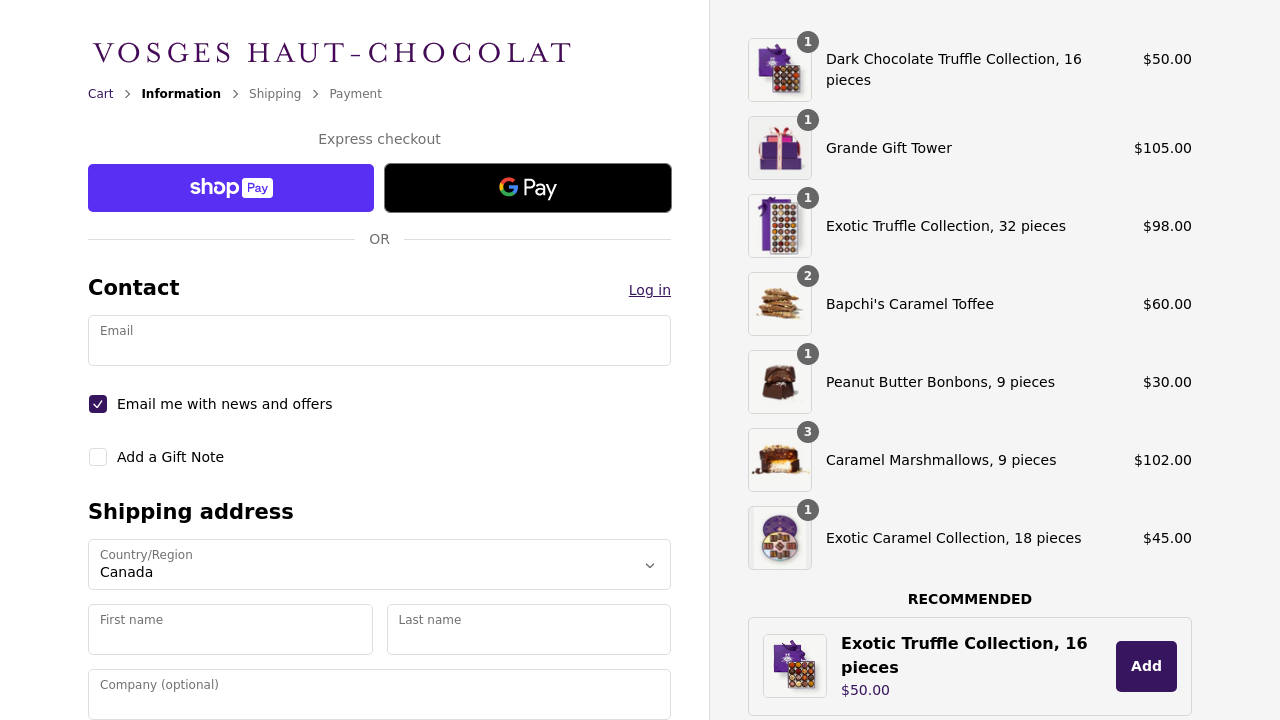 VOSGES HAUT-CHOCOLAT
Cart > Information > Shipping > Payment
Express checkout
shop Pay
G Pay
OR
Contact
Log in
Email
Email me with news and offers
Add a Gift Note
Shipping address
Country/Region
Canada
First name
Last name
Company (optional)
1
Dark Chocolate Truffle Collection, 16
pieces
$50.00
1
Grande Gift Tower
$105.00
1
Exotic Truffle Collection, 32 pieces
$98.00
2
Bapchi's Caramel Toffee
$60.00
1
Peanut Butter Bonbons, 9 pieces
$30.00
3
Caramel Marshmallows, 9 pieces
$102.00
1
Exotic Caramel Collection, 18 pieces
$45.00
RECOMMENDED
Exotic Truffle Collection, 16
pieces
$50.00
Add